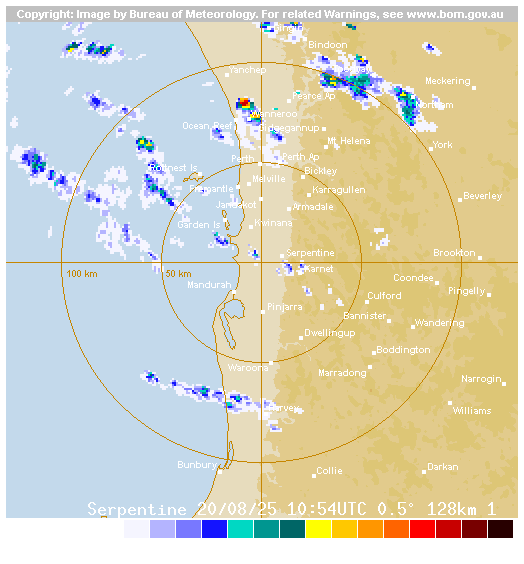 Copyright: Image by Bureau of Meteorology. For related Warnings, see www.bom.gov.au
Bindoon
Yanchep
Meckering
Pearce Ap
Northam
Wanneroo
Ocean Reef
Gidgegannup
Mt Helena
York
Perth
Perth Ap
Rottnest Is
Bickley
Melville
Fremantle
Karragullen
Beverley
Jandakot
Armadale
Garden Is
Kwinana
Serpentine
Brookton
Karnet
100 km
50 km
Coondee
Mandurah
Pingelly
Culford
Pinjarra
Bannister
Wandering
Dwellingup
Boddington
Waroona
Marradong
Narrogin
Harvey
Williams
Bunbury
Collie
Darkan
Serpentine 20/08/25 10:54UTC 0.5° 128km 1